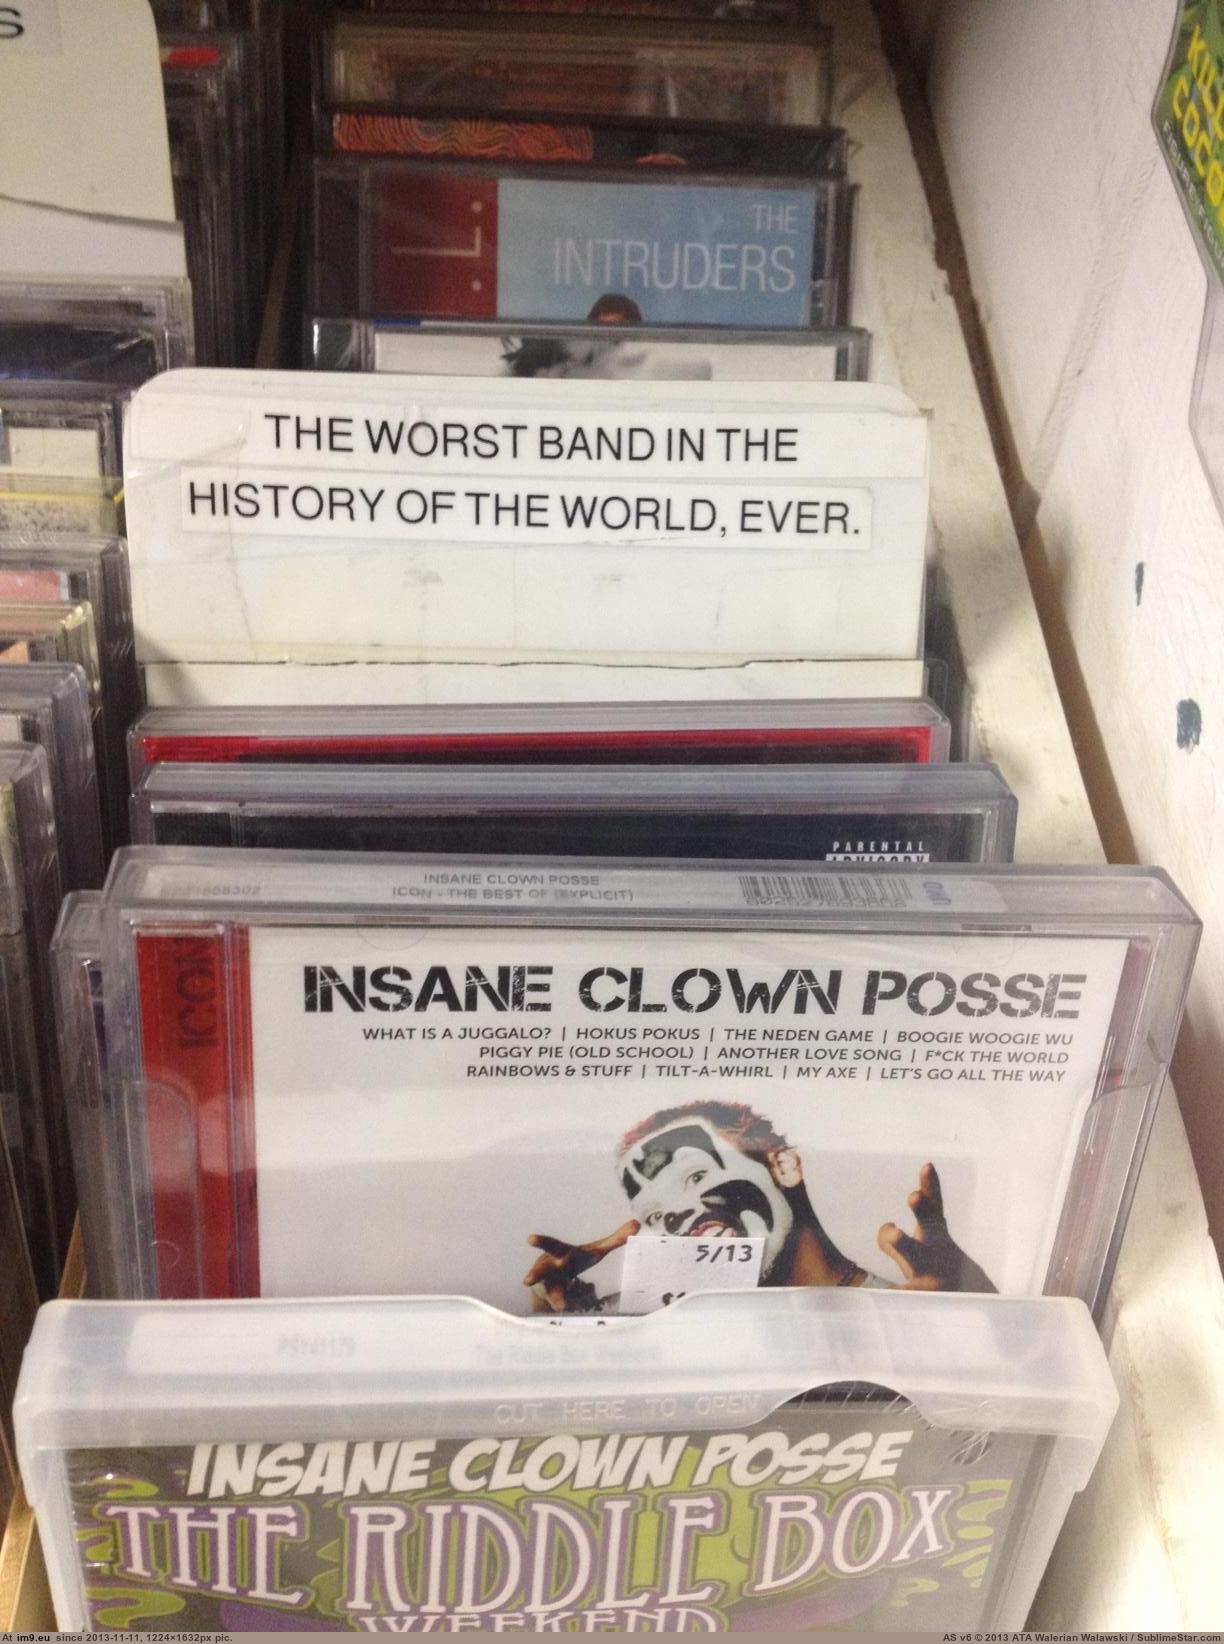 S
KILL
COCO
THE
INTRUDERS
THE WORST BAND IN THE
HISTORY OF THE WORLD, EVER.
PARENTAL
ADVISORY
INSANE CLOWN POSSE
ICON - THE BEST OF (EXPLICIT)
ICON
INSANE CLOWN POSSE
WHAT IS A JUGGALO? | HOKUS POKUS | THE NEDEN GAME | BOOGIE WOOGIE WU
PIGGY PIE (OLD SCHOOL) | ANOTHER LOVE SONG | F*CK THE WORLD
RAINBOWS & STUFF | TILT-A-WHIRL | MY AXE | LET'S GO ALL THE WAY
5/13
CUT HERE TO OPEN
INSANE CLOWN POSSE
THE RIDDLE BOX
WEEKEND
At im9.eu since 2013-11-11, 1224×1632px pic.
AS v6 © 2013 ATA Walerian Walawski / SublimeStar.com